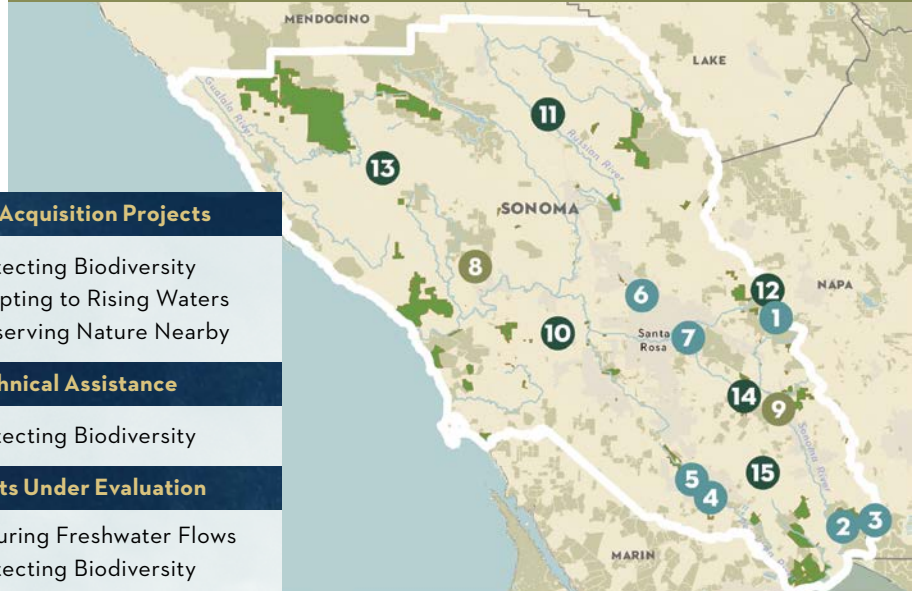 MENDOCINO
LAKE
Gualala River
11
Russian River
13
Acquisition Projects
tecting Biodiversity
pting to Rising Waters
serving Nature Nearby
hnical Assistance
tecting Biodiversity
ts Under Evaluation
uring Freshwater Flows
tecting Biodiversity
SONOMA
8
6
12
NAPA
1
10
Santa
Rosa
7
14
9
Sonoma River
15
5
4
2
3
MARIN